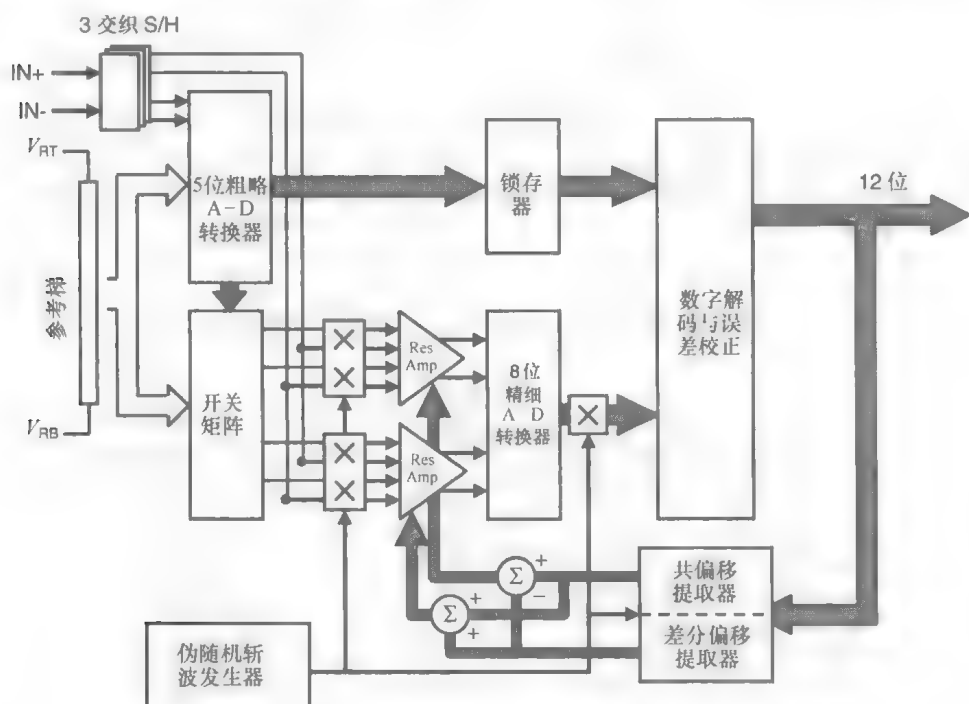 3 交织 S/H
IN+
IN-
V_RT
参考梯
V_RB
5位粗略
A-D
转换器
开关
矩阵
×
×
×
×
Res
Amp
Res
Amp
锁存
器
8位
精细
A D
转换器
×
数字解
码与误
差校正
12 位
Σ
+
−
Σ
+
+
共偏移
提取器
差分偏移
提取器
伪随机斩
波发生器